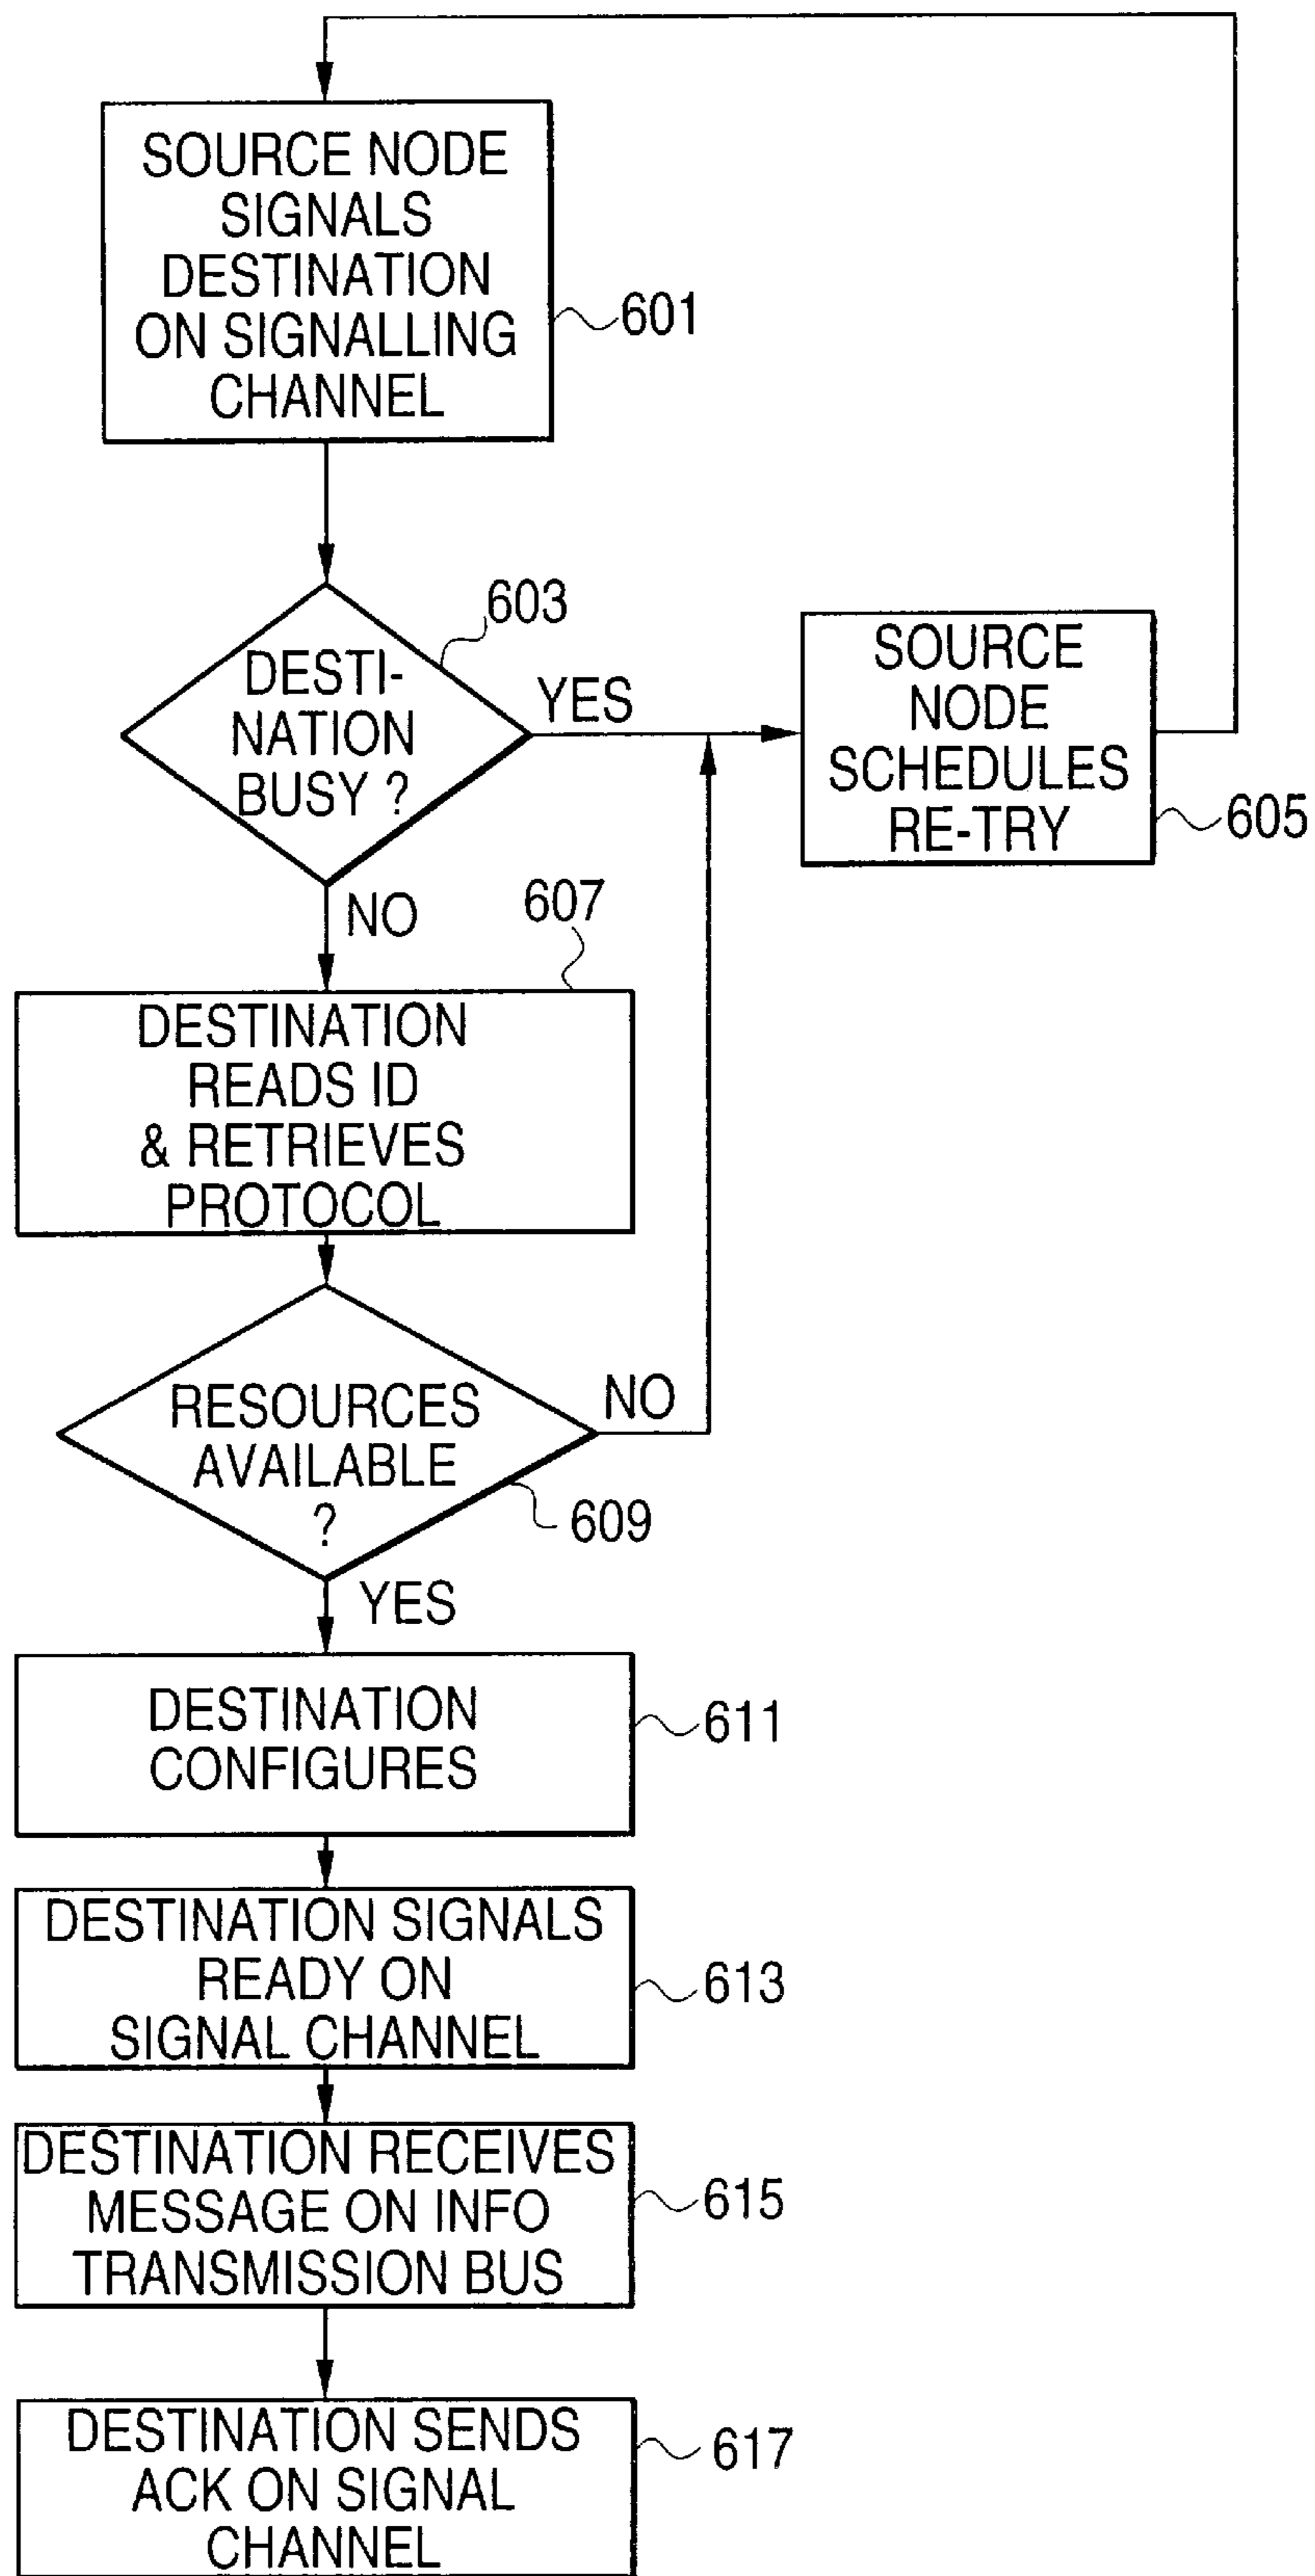 SOURCE NODE
SIGNALS
DESTINATION
ON SIGNALLING
CHANNEL
601
603
DESTI-
NATION
BUSY ?
YES
SOURCE
NODE
SCHEDULES
RE-TRY
605
NO
607
DESTINATION
READS ID
& RETRIEVES
PROTOCOL
RESOURCES
AVAILABLE
?
NO
609
YES
DESTINATION
CONFIGURES
611
DESTINATION SIGNALS
READY ON
SIGNAL CHANNEL
613
DESTINATION RECEIVES
MESSAGE ON INFO
TRANSMISSION BUS
615
DESTINATION SENDS
ACK ON SIGNAL
CHANNEL
617